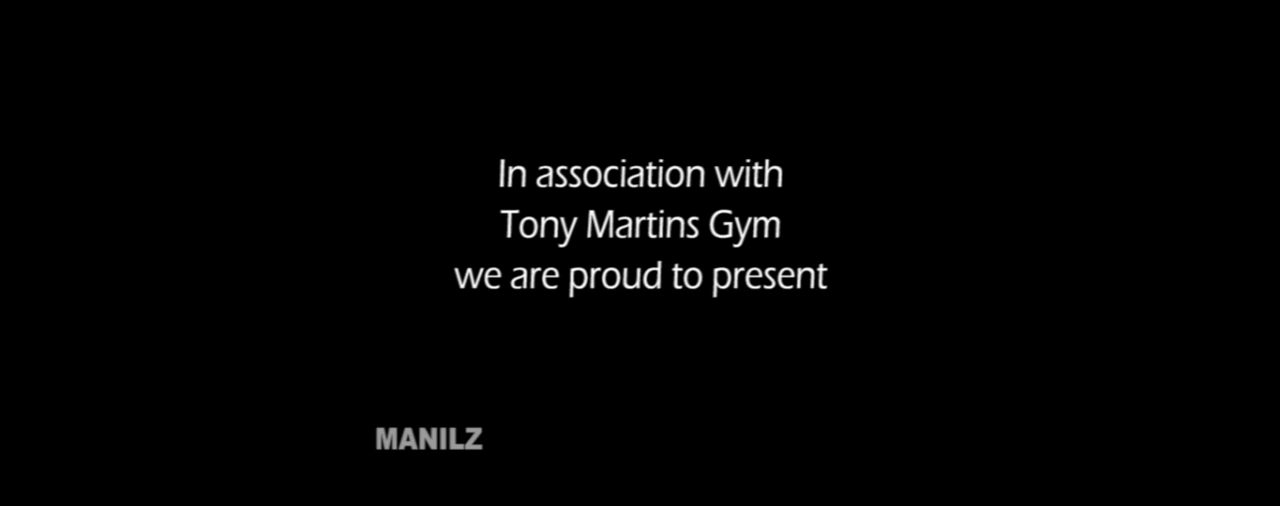 In association with
Tony Martins Gym
we are proud to present
MANILZ